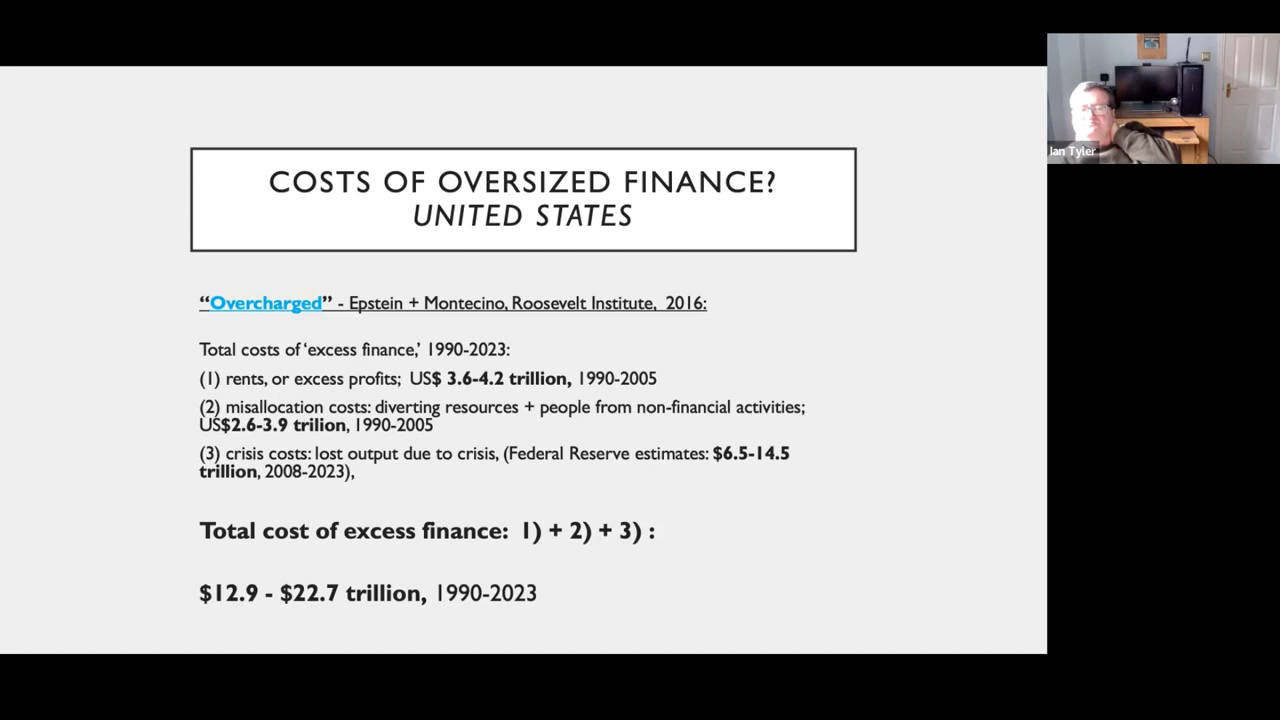 COSTS OF OVERSIZED FINANCE?
UNITED STATES
“Overcharged” - Epstein + Montecino, Roosevelt Institute, 2016:
Total costs of ‘excess finance,’ 1990-2023:
(1) rents, or excess profits; US$ 3.6-4.2 trillion, 1990-2005
(2) misallocation costs: diverting resources + people from non-financial activities;
US$2.6-3.9 trilion, 1990-2005
(3) crisis costs: lost output due to crisis, (Federal Reserve estimates: $6.5-14.5
trillion, 2008-2023),
Total cost of excess finance: 1) + 2) + 3) :
$12.9 - $22.7 trillion, 1990-2023
Ian Tyler